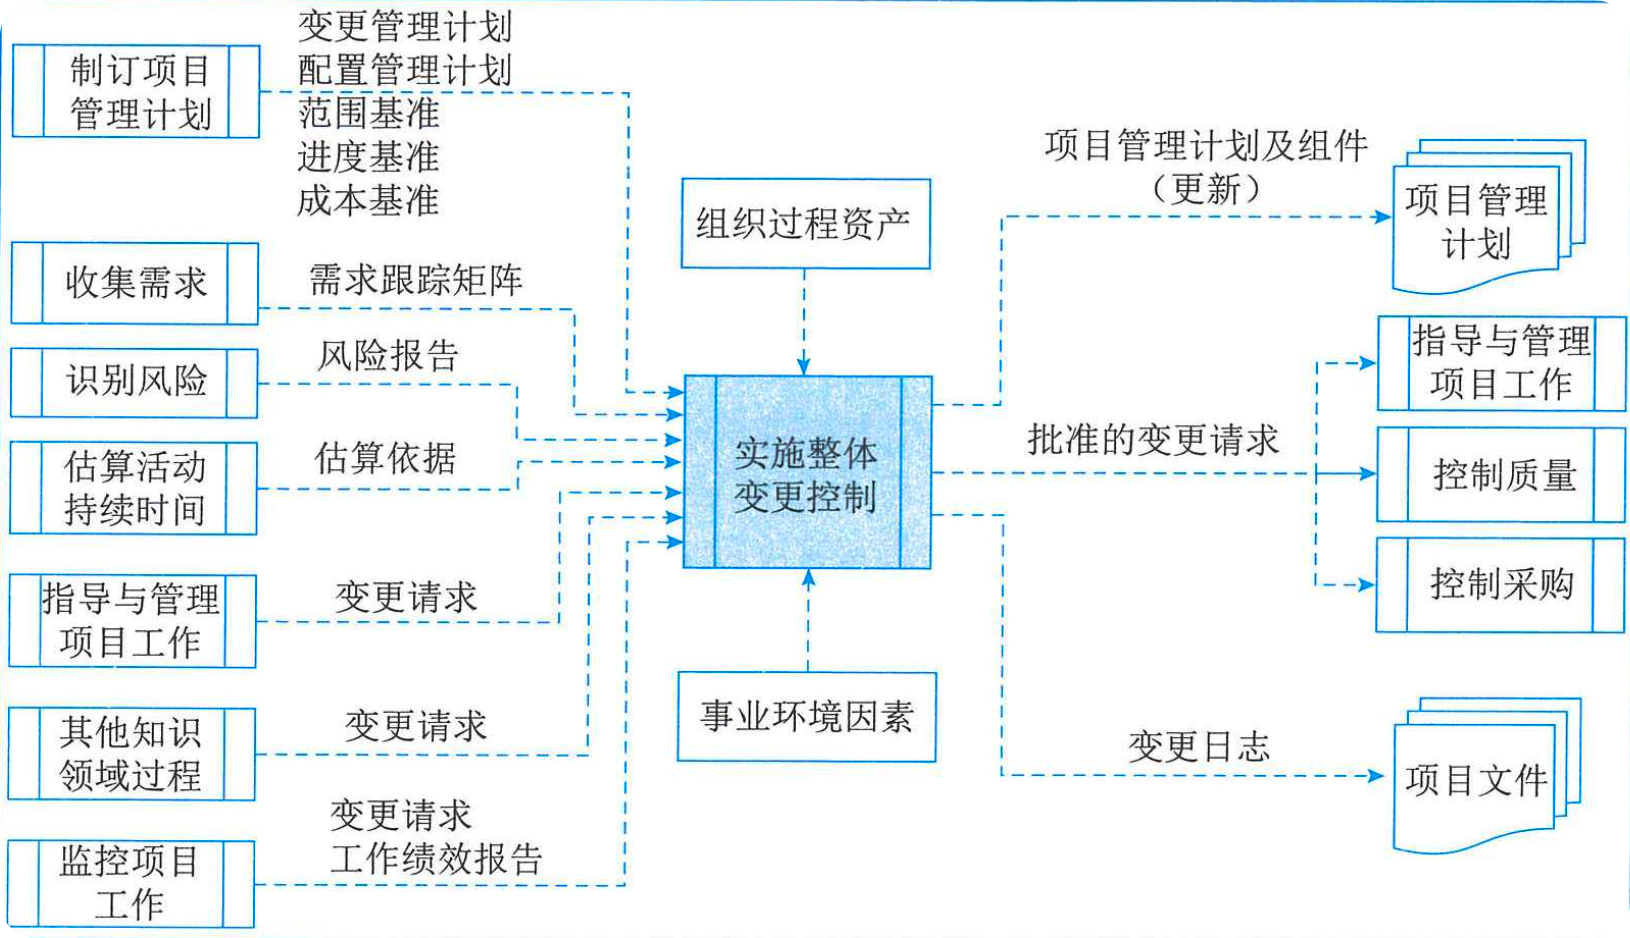 变更管理计划
配置管理计划
范围基准
进度基准
成本基准
制订项目
管理计划
收集需求
需求跟踪矩阵
识别风险
风险报告
估算活动
持续时间
估算依据
指导与管理
项目工作
变更请求
其他知识
领域过程
变更请求
监控项目
工作
变更请求
工作绩效报告
组织过程资产
实施整体
变更控制
事业环境因素
项目管理计划及组件
（更新）
项目管理
计划
批准的变更请求
指导与管理
项目工作
控制质量
控制采购
变更日志
项目文件